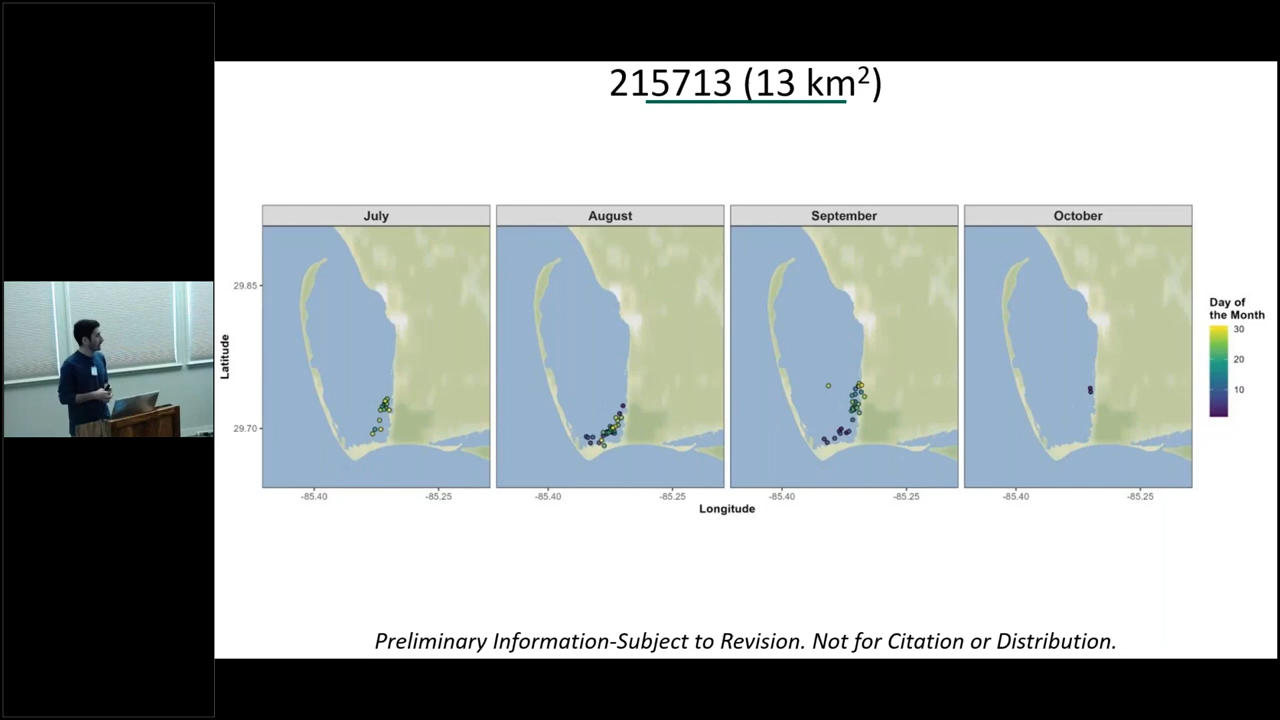 215713 (13 km²)
July
August
September
October
29.85
29.70
Latitude
-85.40
-85.25
-85.40
-85.25
-85.40
-85.25
-85.40
-85.25
Longitude
Day of
the Month
30
20
10
Preliminary Information-Subject to Revision. Not for Citation or Distribution.